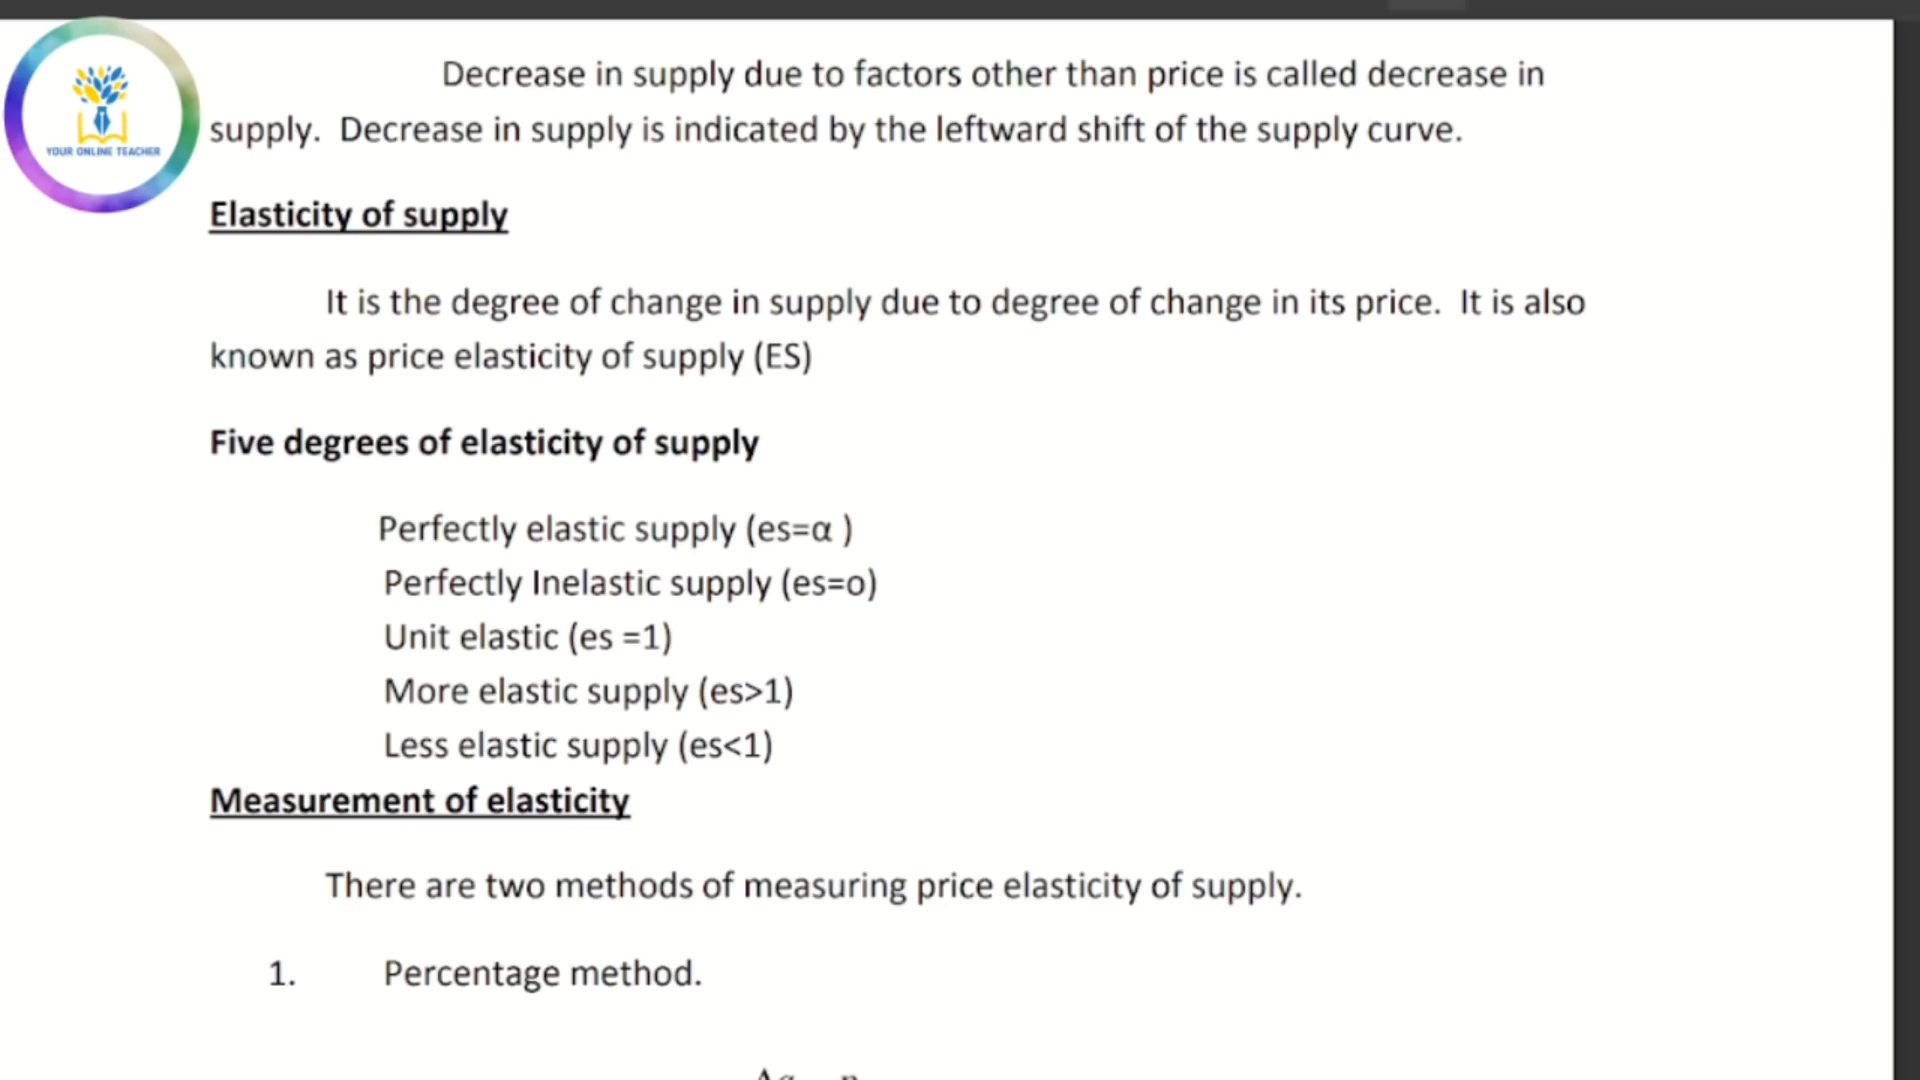 YOUR ONLINE TEACHER
Decrease in supply due to factors other than price is called decrease in
supply. Decrease in supply is indicated by the leftward shift of the supply curve.
Elasticity of supply
It is the degree of change in supply due to degree of change in its price. It is also
known as price elasticity of supply (ES)
Five degrees of elasticity of supply
Perfectly elastic supply (es=α )
Perfectly Inelastic supply (es=o)
Unit elastic (es =1)
More elastic supply (es>1)
Less elastic supply (es<1)
Measurement of elasticity
There are two methods of measuring price elasticity of supply.
1. Percentage method.